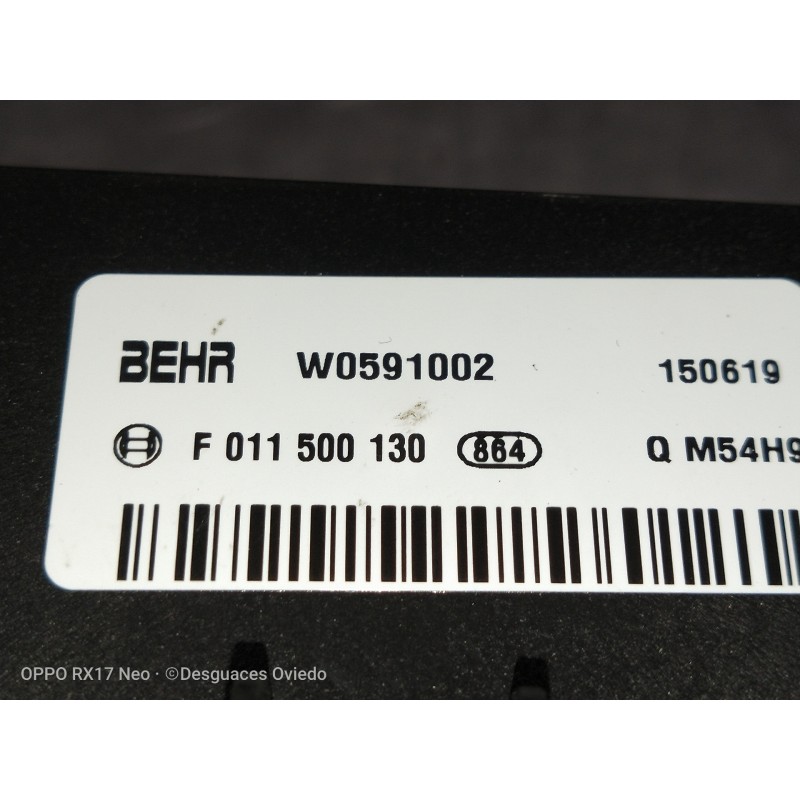 BEHR W0591002 150619
F 011 500 130 864 Q M54H9
OPPO RX17 Neo · ©Desguaces Oviedo